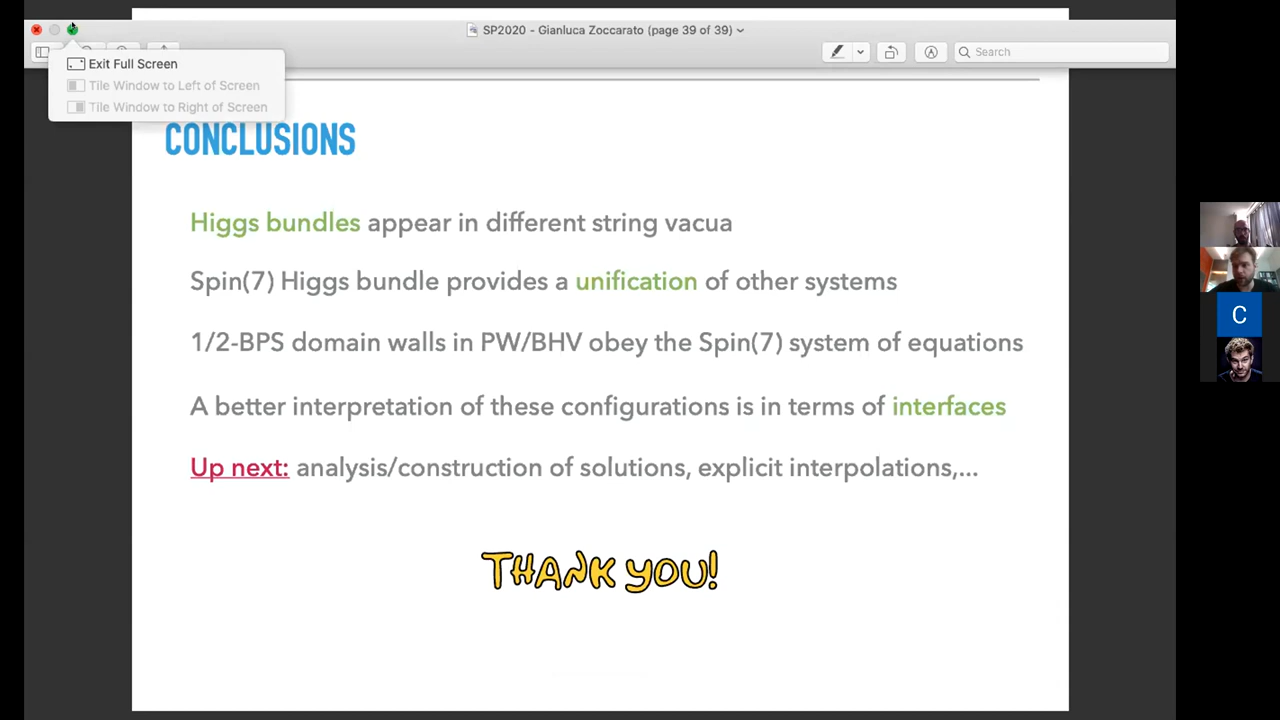 SP2020 - Gianluca Zoccarato (page 39 of 39)
Search
Exit Full Screen
Tile Window to Left of Screen
Tile Window to Right of Screen
CONCLUSIONS
Higgs bundles appear in different string vacua
Spin(7) Higgs bundle provides a unification of other systems
1/2-BPS domain walls in PW/BHV obey the Spin(7) system of equations
A better interpretation of these configurations is in terms of interfaces
Up next: analysis/construction of solutions, explicit interpolations,...
THANK YOU!
C